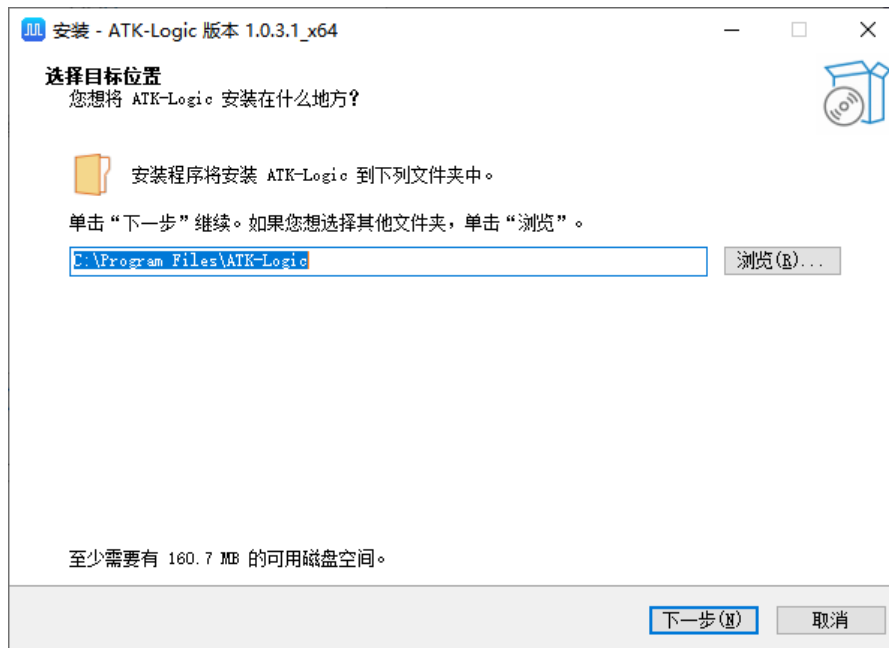 安装 - ATK-Logic 版本 1.0.3.1_x64
选择目标位置
您想将 ATK-Logic 安装在什么地方?
安装程序将安装 ATK-Logic 到下列文件夹中。
单击“下一步”继续。如果您想选择其他文件夹，单击“浏览”。
C:\Program Files\ATK-Logic
浏览(R)...
至少需要有 160.7 MB 的可用磁盘空间。
下一步(N)
取消